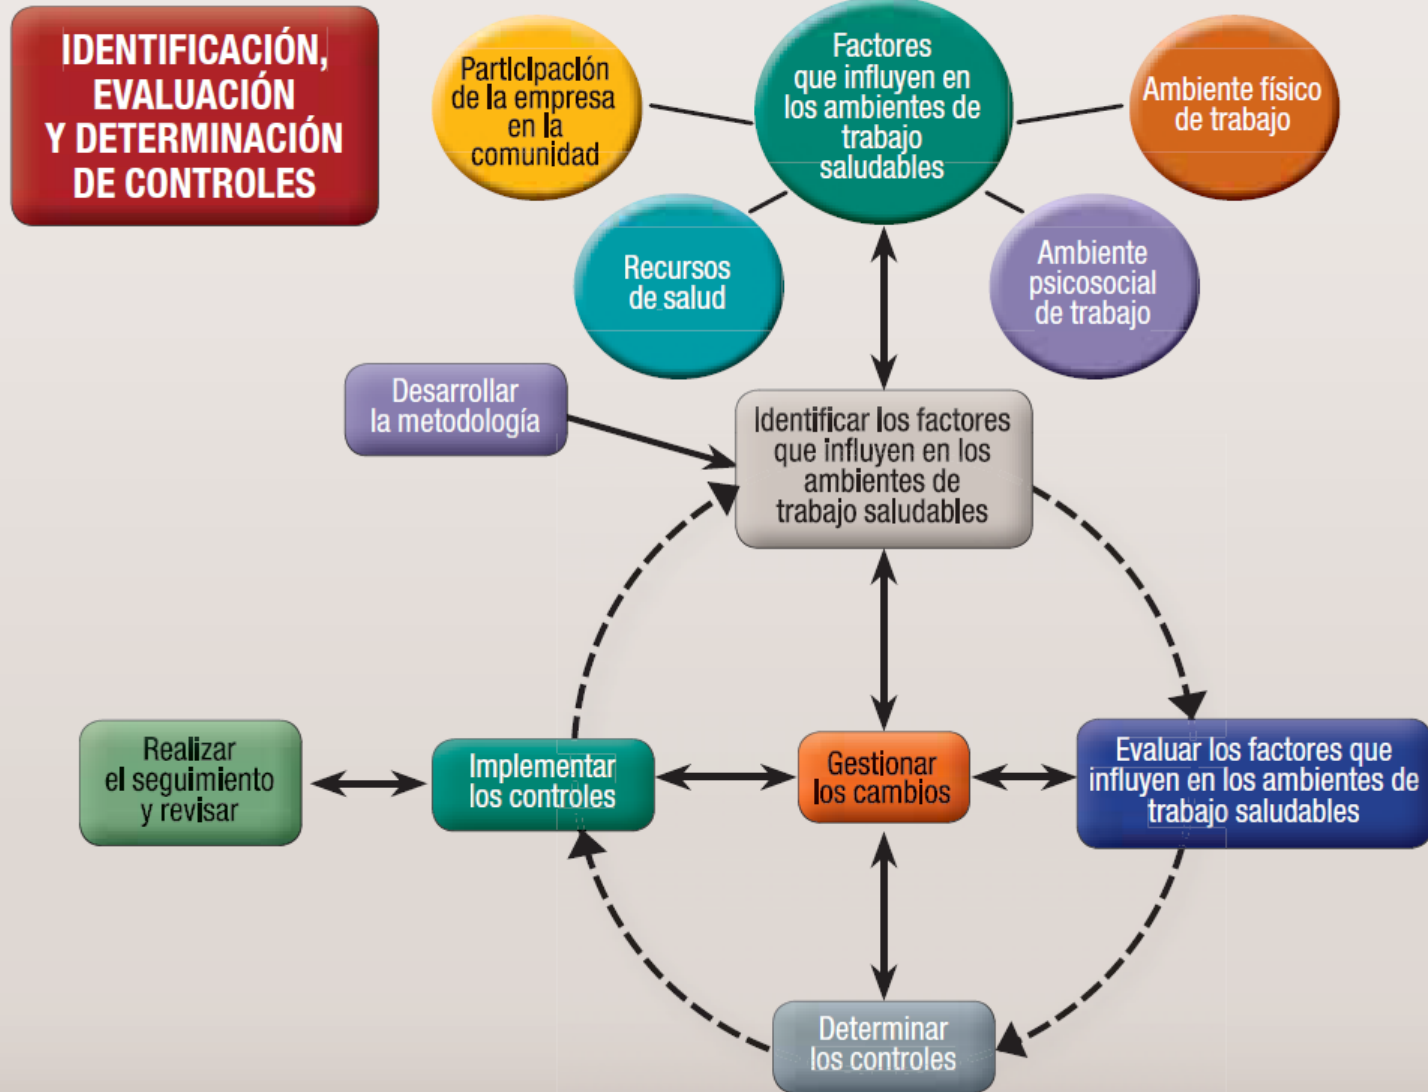 IDENTIFICACIÓN,
EVALUACIÓN
Y DETERMINACIÓN
DE CONTROLES
Participación
de la empresa
en la
comunidad
Factores
que influyen en
los ambientes de
trabajo
saludables
Ambiente físico
de trabajo
Recursos
de salud
Ambiente
psicosocial
de trabajo
Desarrollar
la metodología
Identificar los factores
que influyen en los
ambientes de
trabajo saludables
Realizar
el seguimiento
y revisar
Implementar
los controles
Gestionar
los cambios
Evaluar los factores que
influyen en los ambientes de
trabajo saludables
Determinar
los controles